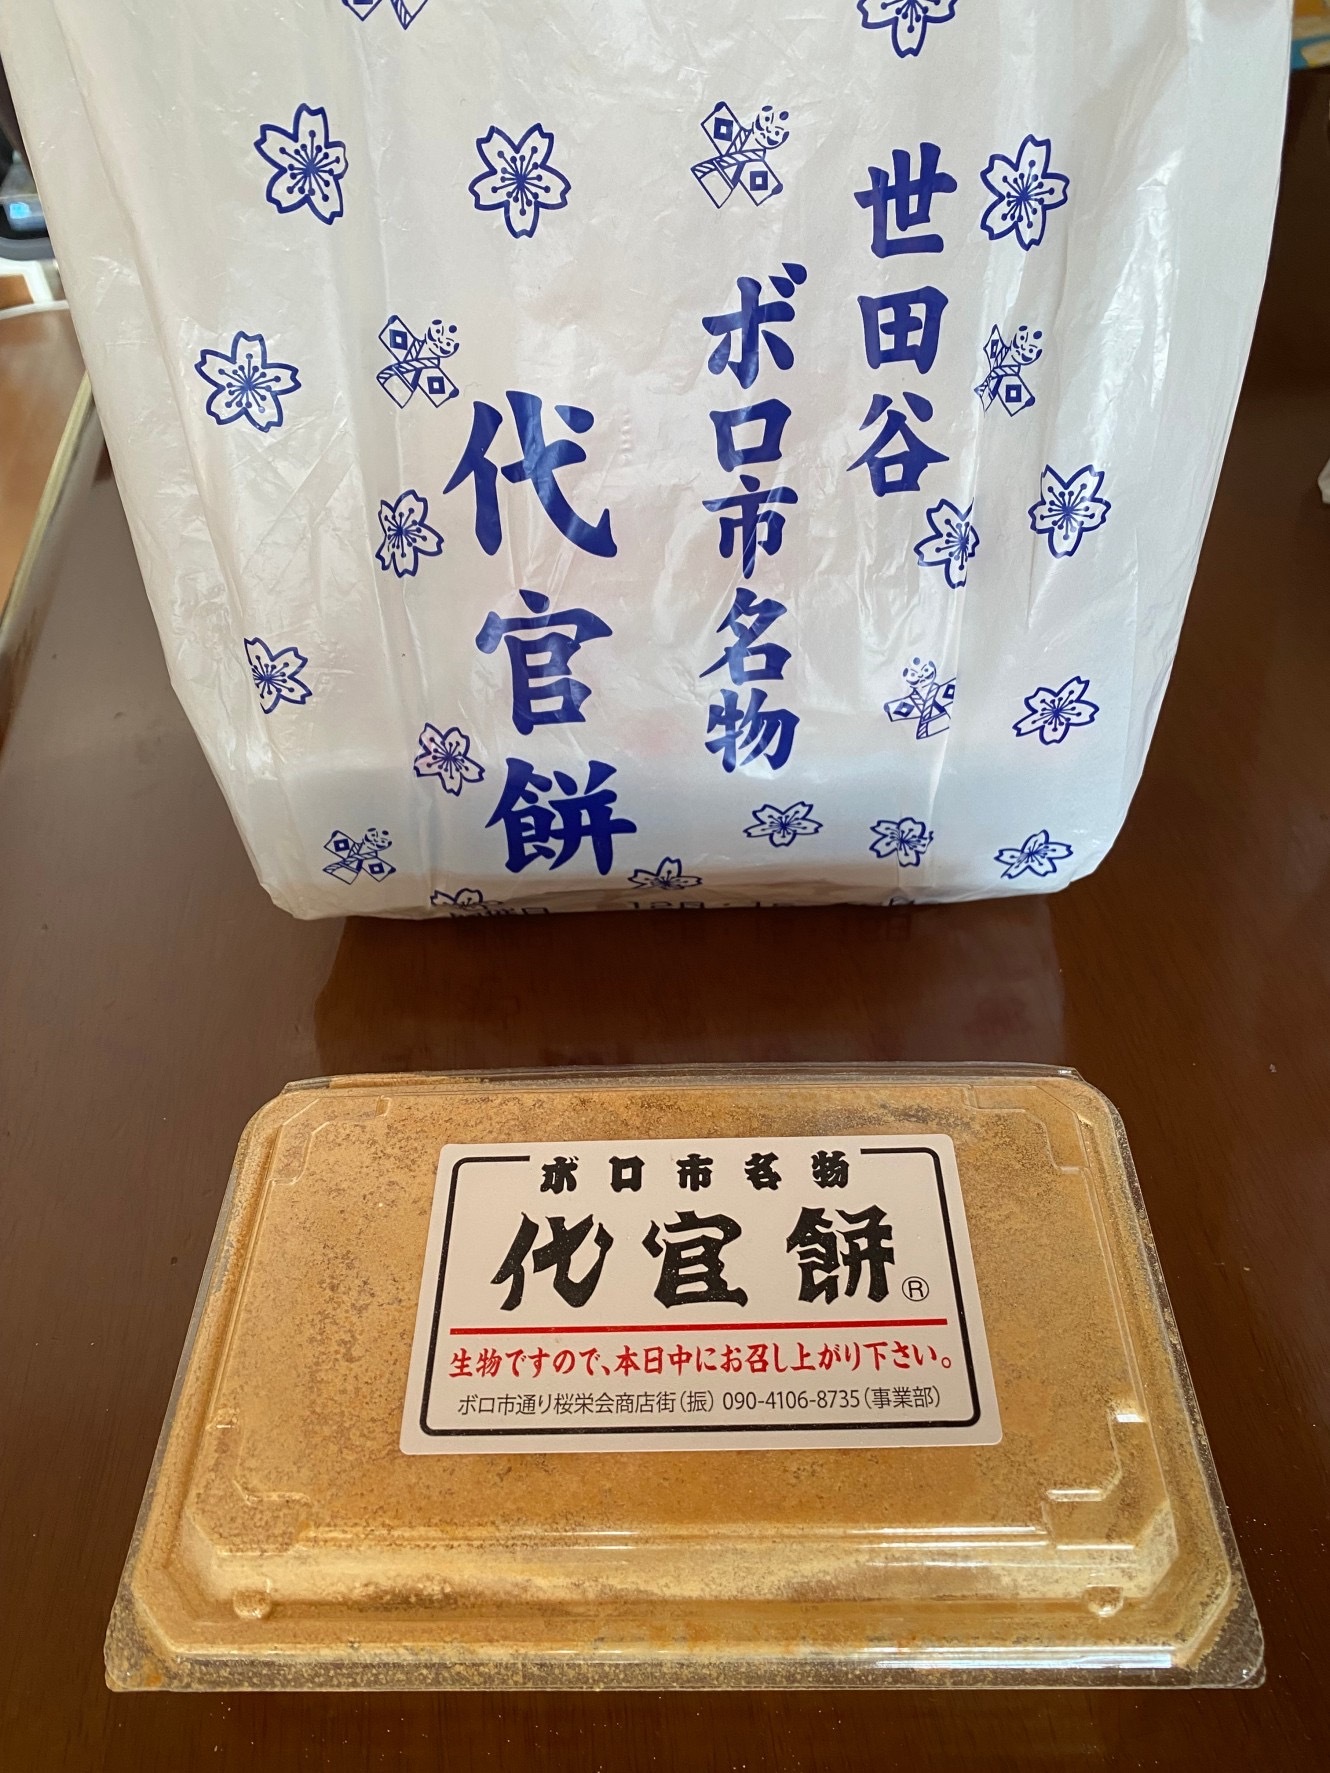 世田谷
ボロ市名物
代官餅
ボロ市名物
代官餅®
生物ですので、本日中にお召し上がり下さい。
ボロ市通り桜栄会商店街(振) 090-4106-8735(事業部)